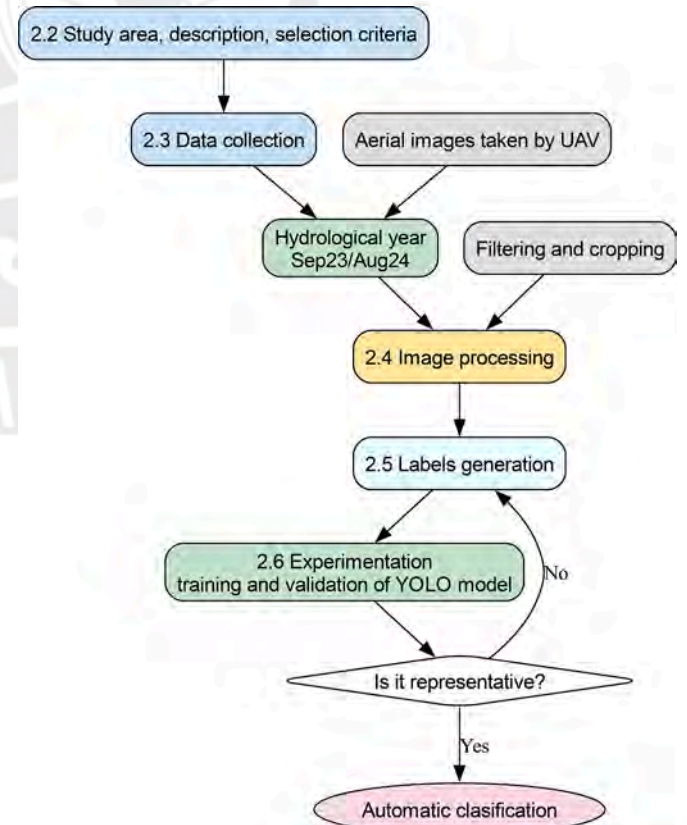 2.2 Study area, description, selection criteria
2.3 Data collection
Aerial images taken by UAV
Hydrological year
Sep23/Aug24
Filtering and cropping
2.4 Image processing
2.5 Labels generation
2.6 Experimentation
training and validation of YOLO model
No
Is it representative?
Yes
Automatic clasification